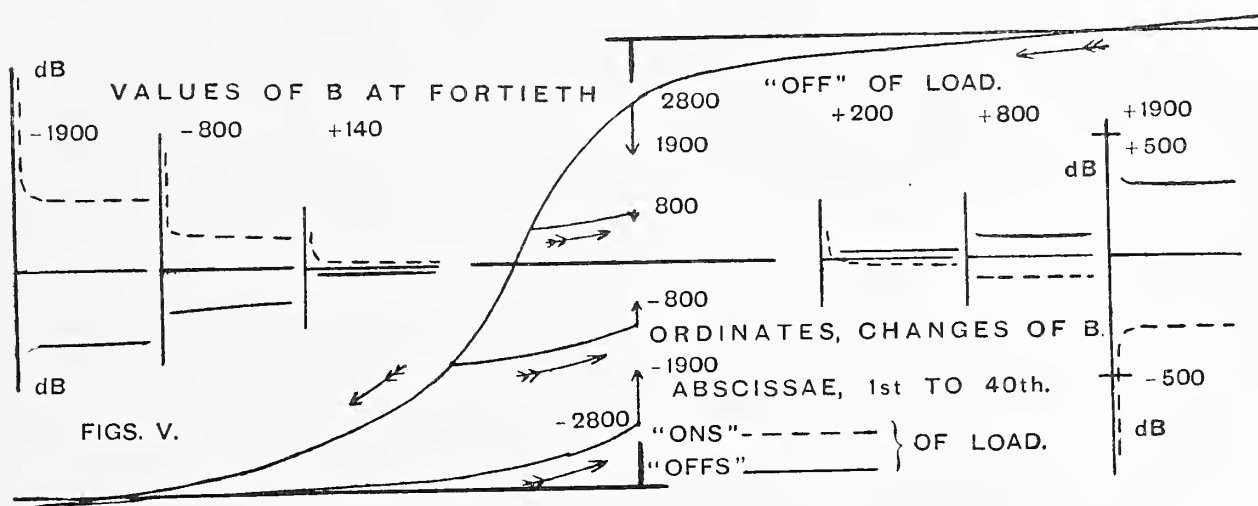 dB
VALUES OF B AT FORTIETH
"OFF" OF LOAD.
-1900
-800
+140
2800
1900
800
+200
+800
+1900
+500
dB
-800
ORDINATES, CHANGES OF B.
-1900
ABSCISSAE, 1st TO 40th.
-500
-2800
"ONS"
"OFFS"
OF LOAD.
dB
dB
FIGS. V.